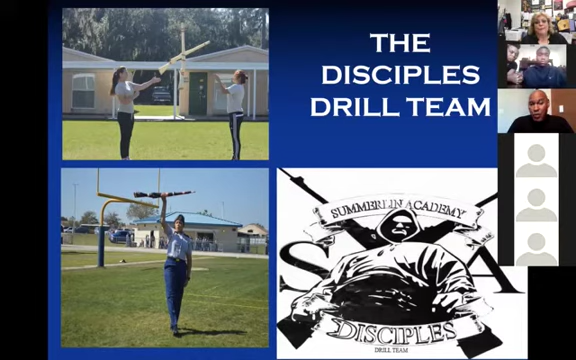 THE
DISCIPLES
DRILL TEAM
SUMMERLIN ACADEMY
S A
DISCIPLES
DRILL TEAM